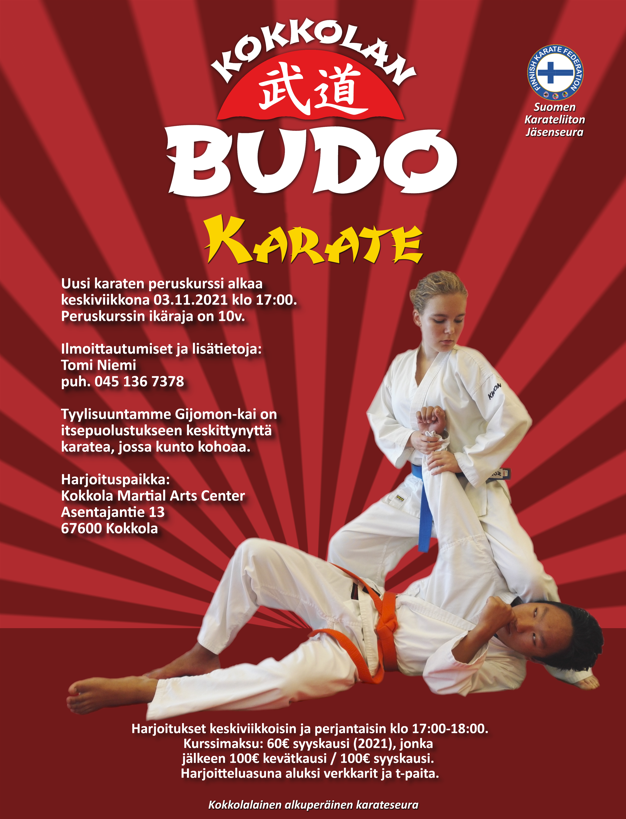 KOKKOLAN
武道
BUDO
KARATE
FINNISH KARATE FEDERATION
Suomen
Karateliiton
Jäsenseura
Uusi karaten peruskurssi alkaa
keskiviikkona 03.11.2021 klo 17:00.
Peruskurssin ikäraja on 10v.
Ilmoittautumiset ja lisätietoja:
Tomi Niemi
puh. 045 136 7378
Tyylisuuntamme Gijomon-kai on
itsepuolustukseen keskittynyttä
karatea, jossa kunto kohoaa.
Harjoituspaikka:
Kokkola Martial Arts Center
Asentajantie 13
67600 Kokkola
KWON
Harjoitukset keskiviikkoisin ja perjantaisin klo 17:00-18:00.
Kurssimaksu: 60€ syyskausi (2021), jonka
jälkeen 100€ kevätkausi / 100€ syyskausi.
Harjoitteluasuna aluksi verkkarit ja t-paita.
Kokkolalainen alkuperäinen karateseura